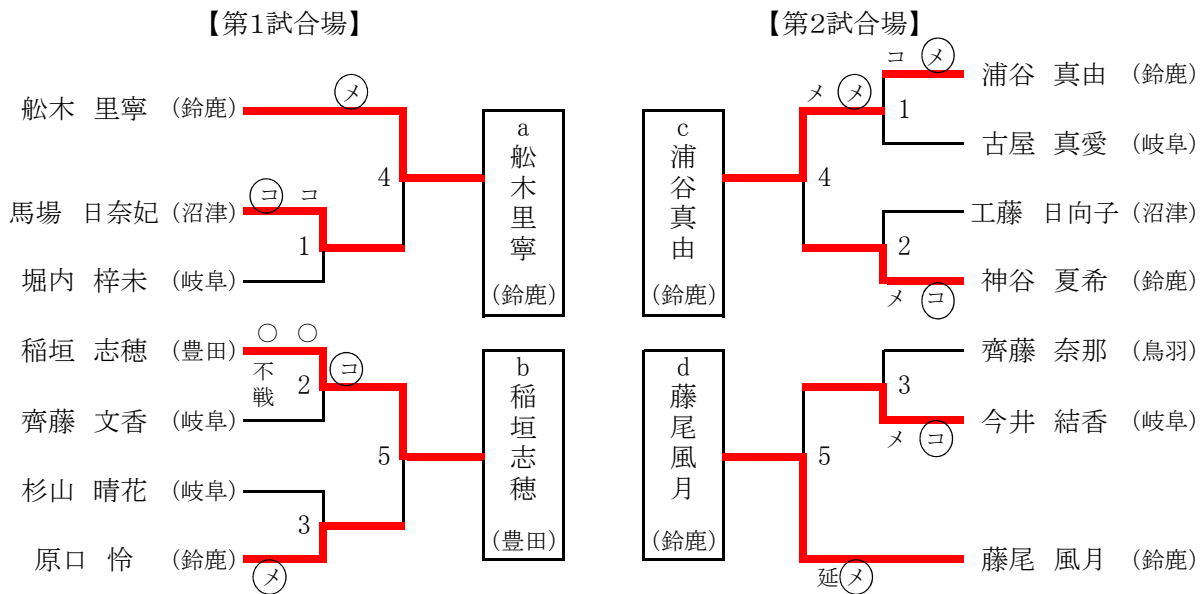 【第1試合場】
メ
舩木 里寧 (鈴鹿)
4
a 舩木里寧 (鈴鹿)
コ コ
馬場 日奈妃 (沼津)
1
堀内 梓未 (岐阜)
○ ○
稲垣 志穂 (豊田)
不戦
2
コ
齊藤 文香 (岐阜)
5
b 稲垣志穂 (豊田)
杉山 晴花 (岐阜)
3
原口 怜 (鈴鹿)
メ
【第2試合場】
コ メ
浦谷 真由 (鈴鹿)
メ メ
1
古屋 真愛 (岐阜)
c 浦谷真由 (鈴鹿)
4
工藤 日向子 (沼津)
2
神谷 夏希 (鈴鹿)
メ コ
齊藤 奈那 (鳥羽)
3
今井 結香 (岐阜)
メ コ
d 藤尾風月 (鈴鹿)
5
藤尾 風月 (鈴鹿)
延 メ